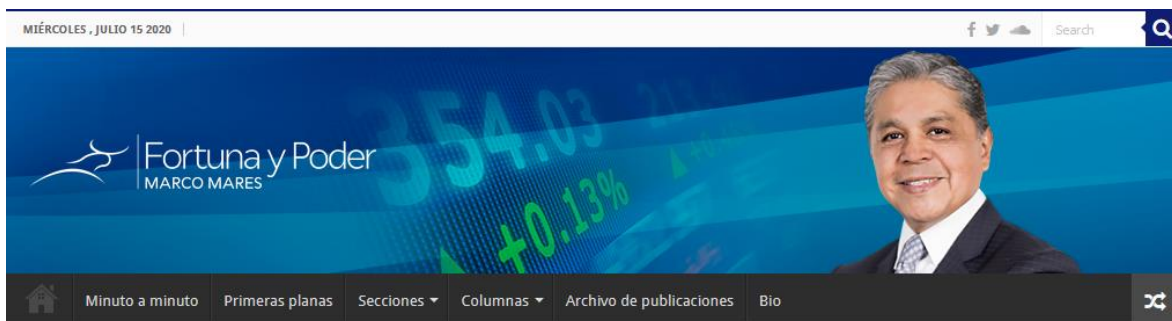 MIÉRCOLES , JULIO 15 2020
Search
354.03
+0.13%
Fortuna y Poder
MARCO MARES
Minuto a minuto Primeras planas Secciones Columnas Archivo de publicaciones Bio